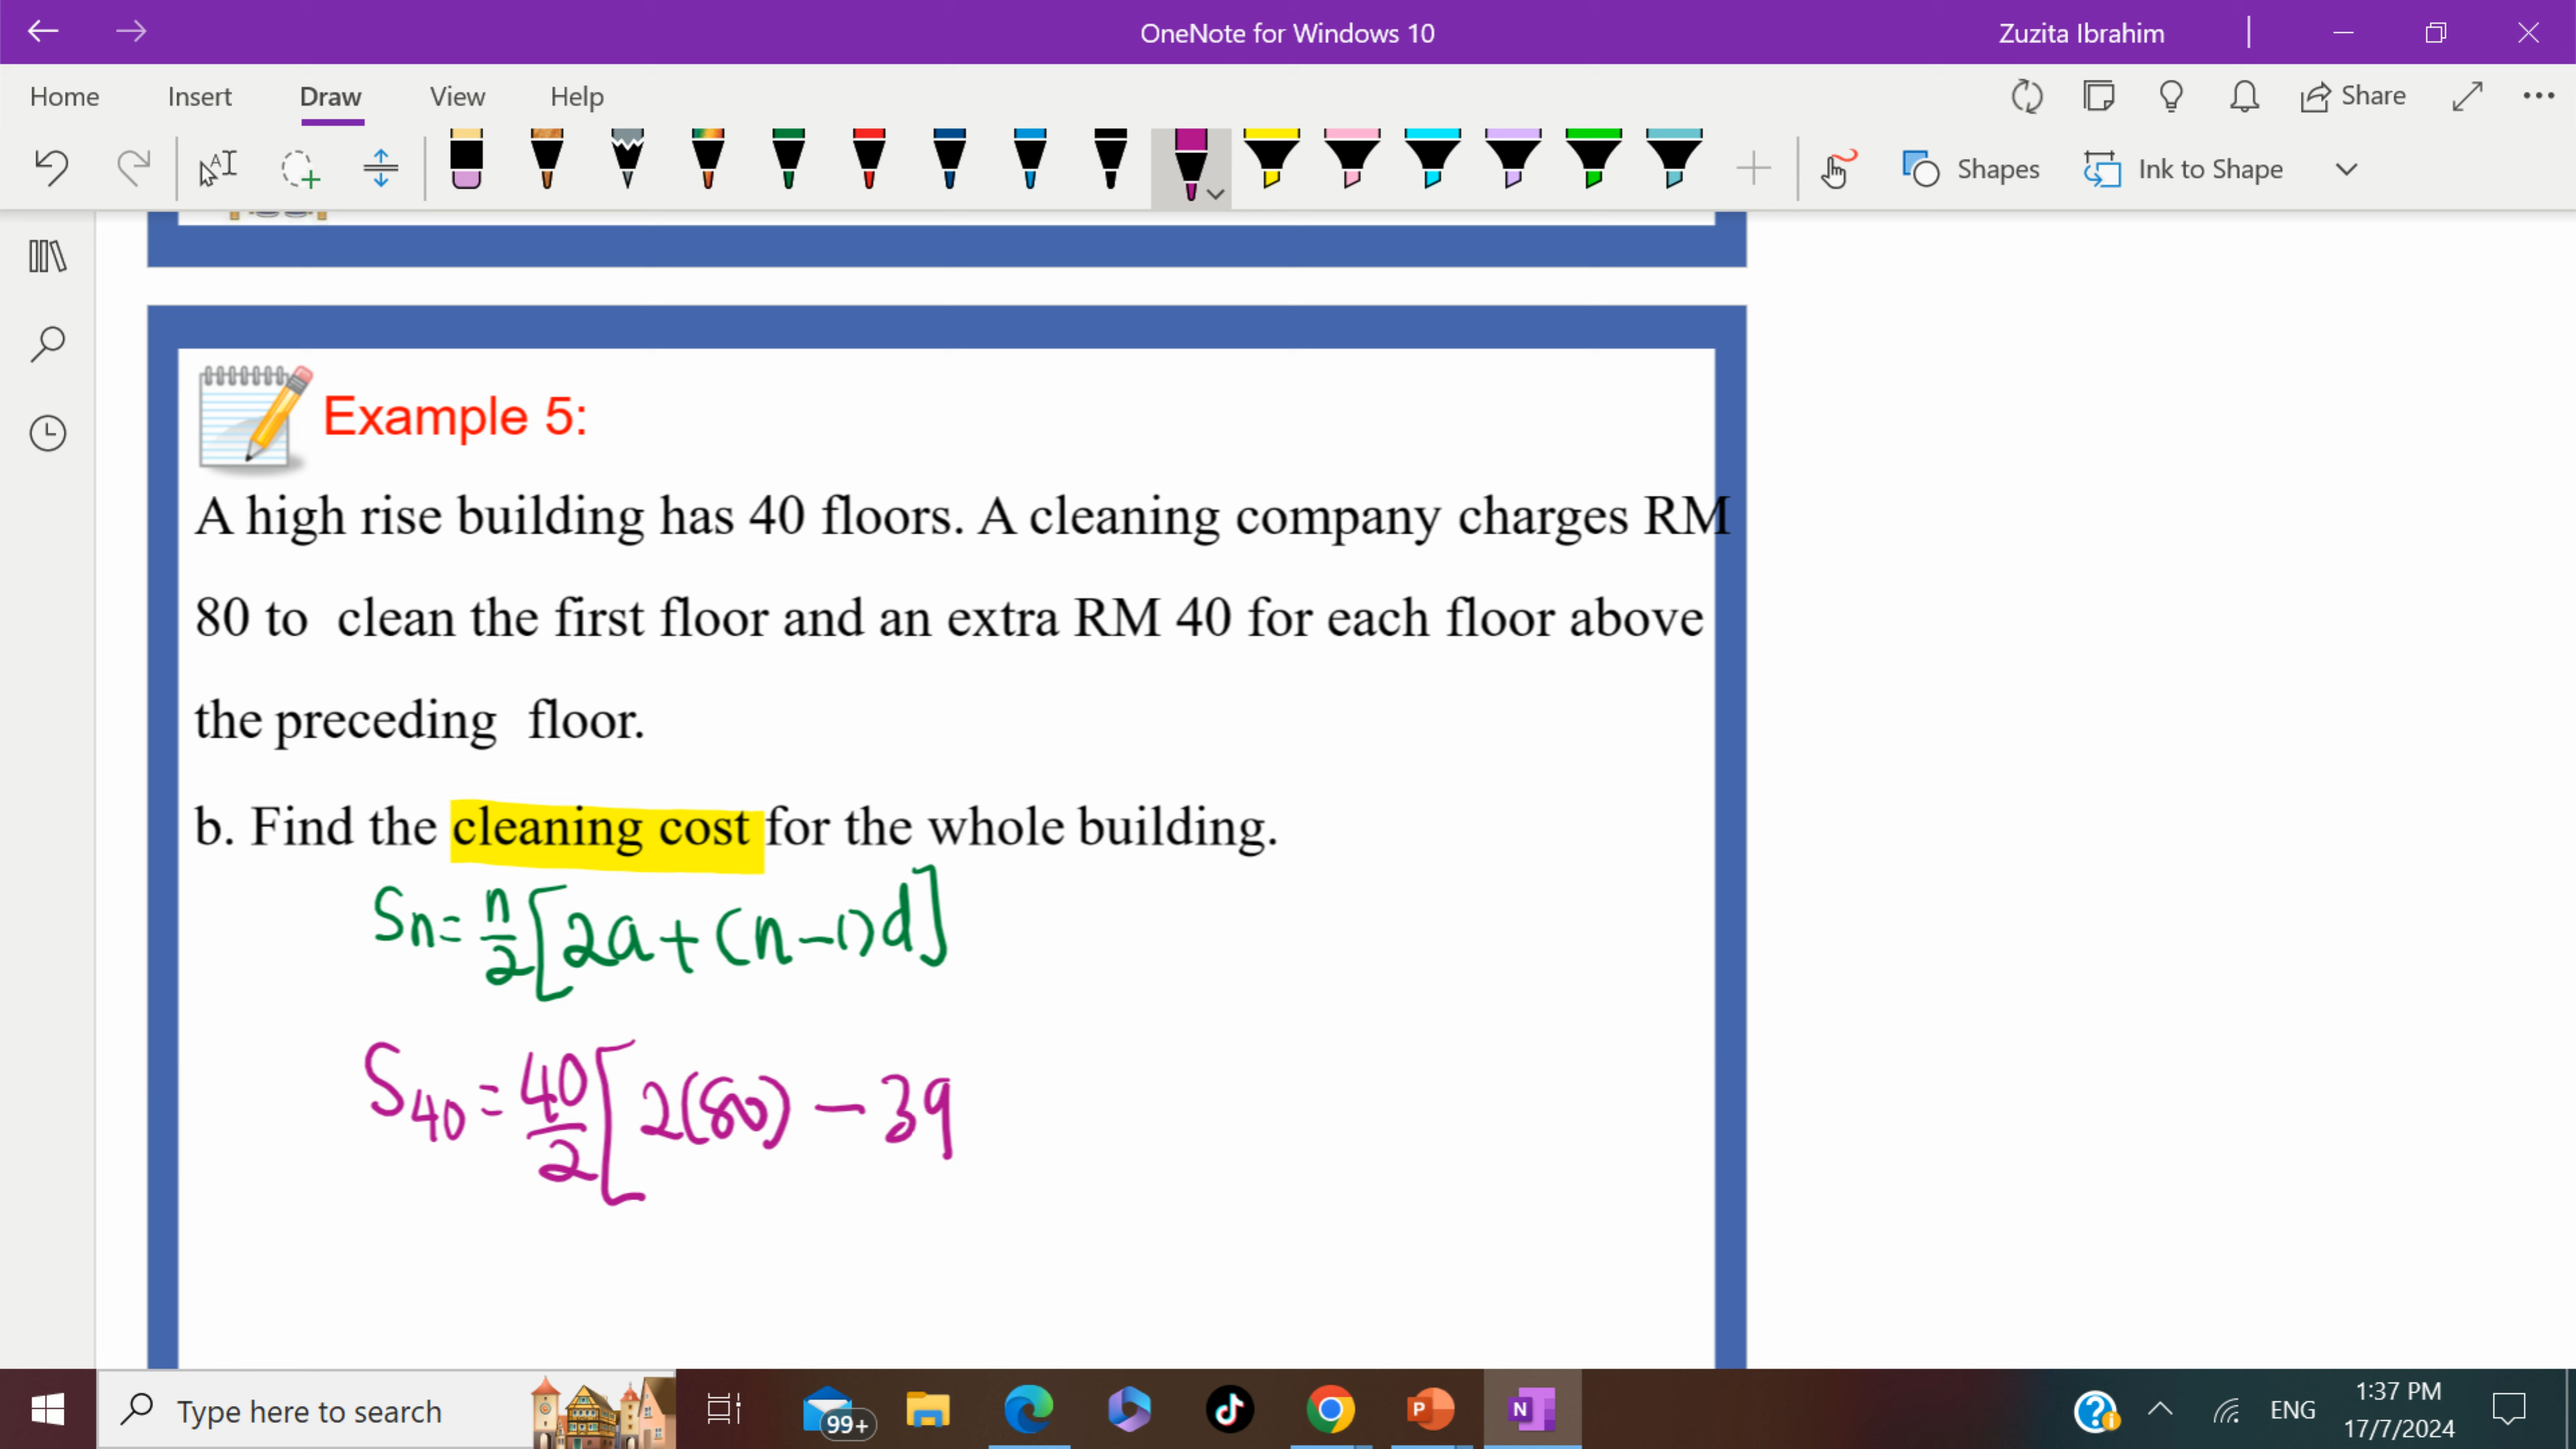 OneNote for Windows 10
Zuzita Ibrahim
Home Insert Draw View Help
Share
Shapes
Ink to Shape
Example 5:
A high rise building has 40 floors. A cleaning company charges RM
80 to clean the first floor and an extra RM 40 for each floor above
the preceding floor.
b. Find the cleaning cost for the whole building.
Sn = n/2 [2a + (n-1)d]
S40 = 40/2 [2(80) - 39
Type here to search
99+
ENG
1:37 PM
17/7/2024